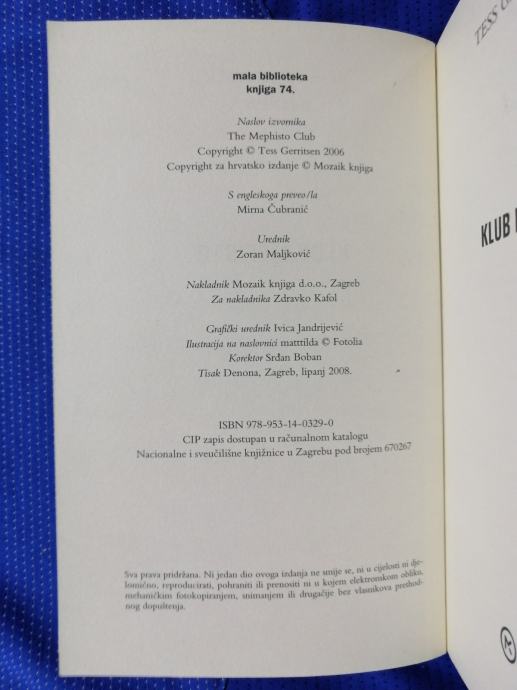 mala biblioteka
knjiga 74.
Naslov izvornika
The Mephisto Club
Copyright © Tess Gerritsen 2006
Copyright za hrvatsko izdanje © Mozaik knjiga
S engleskoga preveo/la
Mirna Čubranić
Urednik
Zoran Maljković
Nakladnik Mozaik knjiga d.o.o., Zagreb
Za nakladnika Zdravko Kafol
Grafički urednik Ivica Jandrijević
Ilustracija na naslovnici matttilda © Fotolia
Korektor Srđan Boban
Tisak Denona, Zagreb, lipanj 2008.
ISBN 978-953-14-0329-0
CIP zapis dostupan u računalnom katalogu
Nacionalne i sveučilišne knjižnice u Zagrebu pod brojem 670267
Sva prava pridržana. Ni jedan dio ovoga izdanja ne smije se, ni u cijelosti ni dje-
lomično, reproducirati, pohraniti ili prenositi ni u kojem elektronskom obliku,
mehaničkim fotokopiranjem, snimanjem ili drugačije bez vlasnikova prethod-
nog dopuštenja.
TESS
KLUB